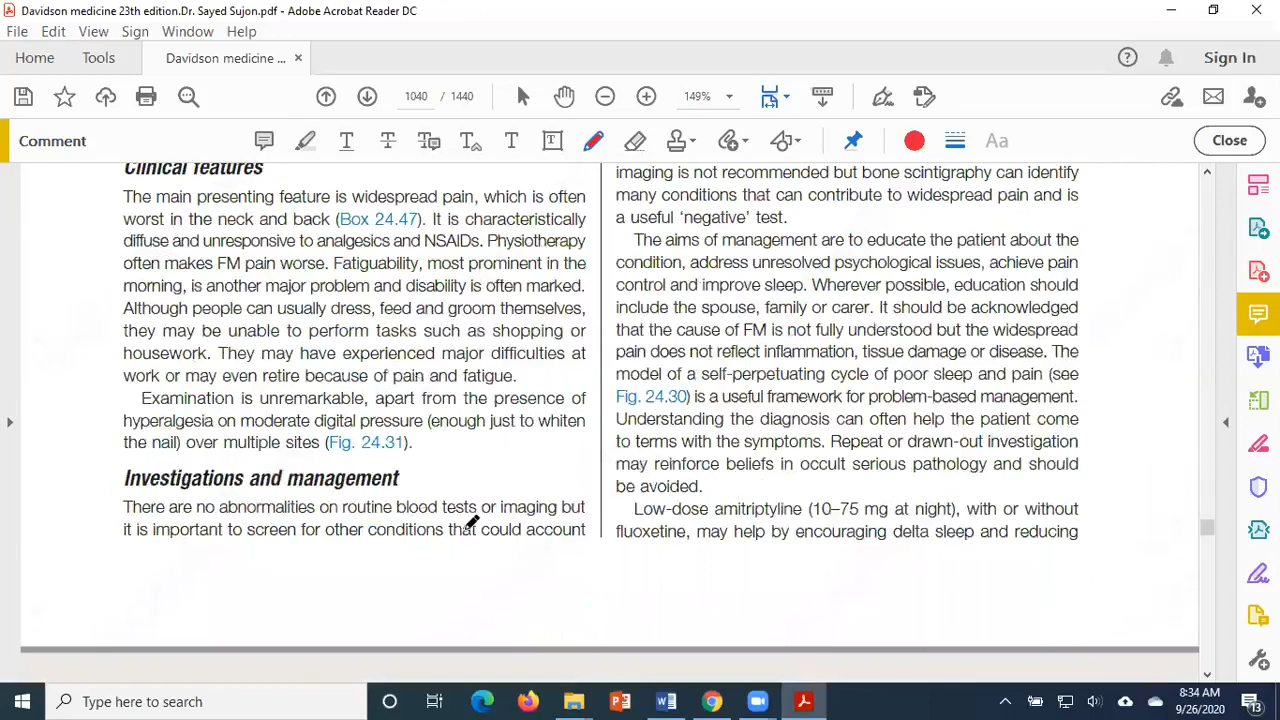 Davidson medicine 23th edition.Dr. Sayed Sujon.pdf - Adobe Acrobat Reader DC
File Edit View Sign Window Help
Home Tools Davidson medicine ... × Sign In
1040 / 1440 149%
Comment Aa Close
Clinical features
The main presenting feature is widespread pain, which is often
worst in the neck and back (Box 24.47). It is characteristically
diffuse and unresponsive to analgesics and NSAIDs. Physiotherapy
often makes FM pain worse. Fatiguability, most prominent in the
morning, is another major problem and disability is often marked.
Although people can usually dress, feed and groom themselves,
they may be unable to perform tasks such as shopping or
housework. They may have experienced major difficulties at
work or may even retire because of pain and fatigue.
Examination is unremarkable, apart from the presence of
hyperalgesia on moderate digital pressure (enough just to whiten
the nail) over multiple sites (Fig. 24.31).
Investigations and management
There are no abnormalities on routine blood tests or imaging but
it is important to screen for other conditions that could account
imaging is not recommended but bone scintigraphy can identify
many conditions that can contribute to widespread pain and is
a useful ‘negative’ test.
The aims of management are to educate the patient about the
condition, address unresolved psychological issues, achieve pain
control and improve sleep. Wherever possible, education should
include the spouse, family or carer. It should be acknowledged
that the cause of FM is not fully understood but the widespread
pain does not reflect inflammation, tissue damage or disease. The
model of a self-perpetuating cycle of poor sleep and pain (see
Fig. 24.30) is a useful framework for problem-based management.
Understanding the diagnosis can often help the patient come
to terms with the symptoms. Repeat or drawn-out investigation
may reinforce beliefs in occult serious pathology and should
be avoided.
Low-dose amitriptyline (10–75 mg at night), with or without
fluoxetine, may help by encouraging delta sleep and reducing
Type here to search
8:34 AM
9/26/2020
13